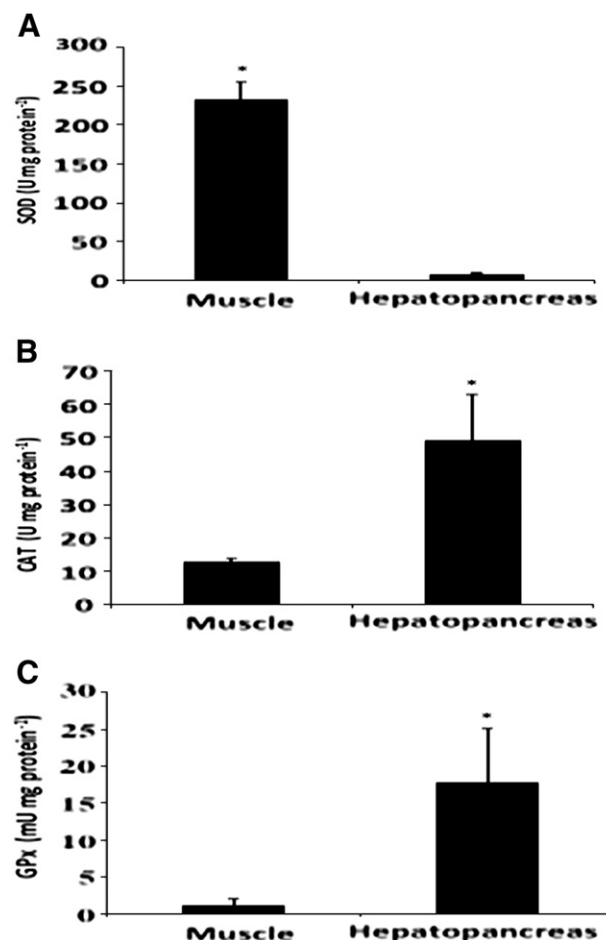 A
300
250
200
150
100
50
0
SOD (U mg protein⁻¹)
*
Muscle Hepatopancreas
B
70
60
50
40
30
20
10
0
CAT (U mg protein⁻¹)
*
Muscle Hepatopancreas
C
30
25
20
15
10
5
0
GPx (mU mg protein⁻¹)
*
Muscle Hepatopancreas